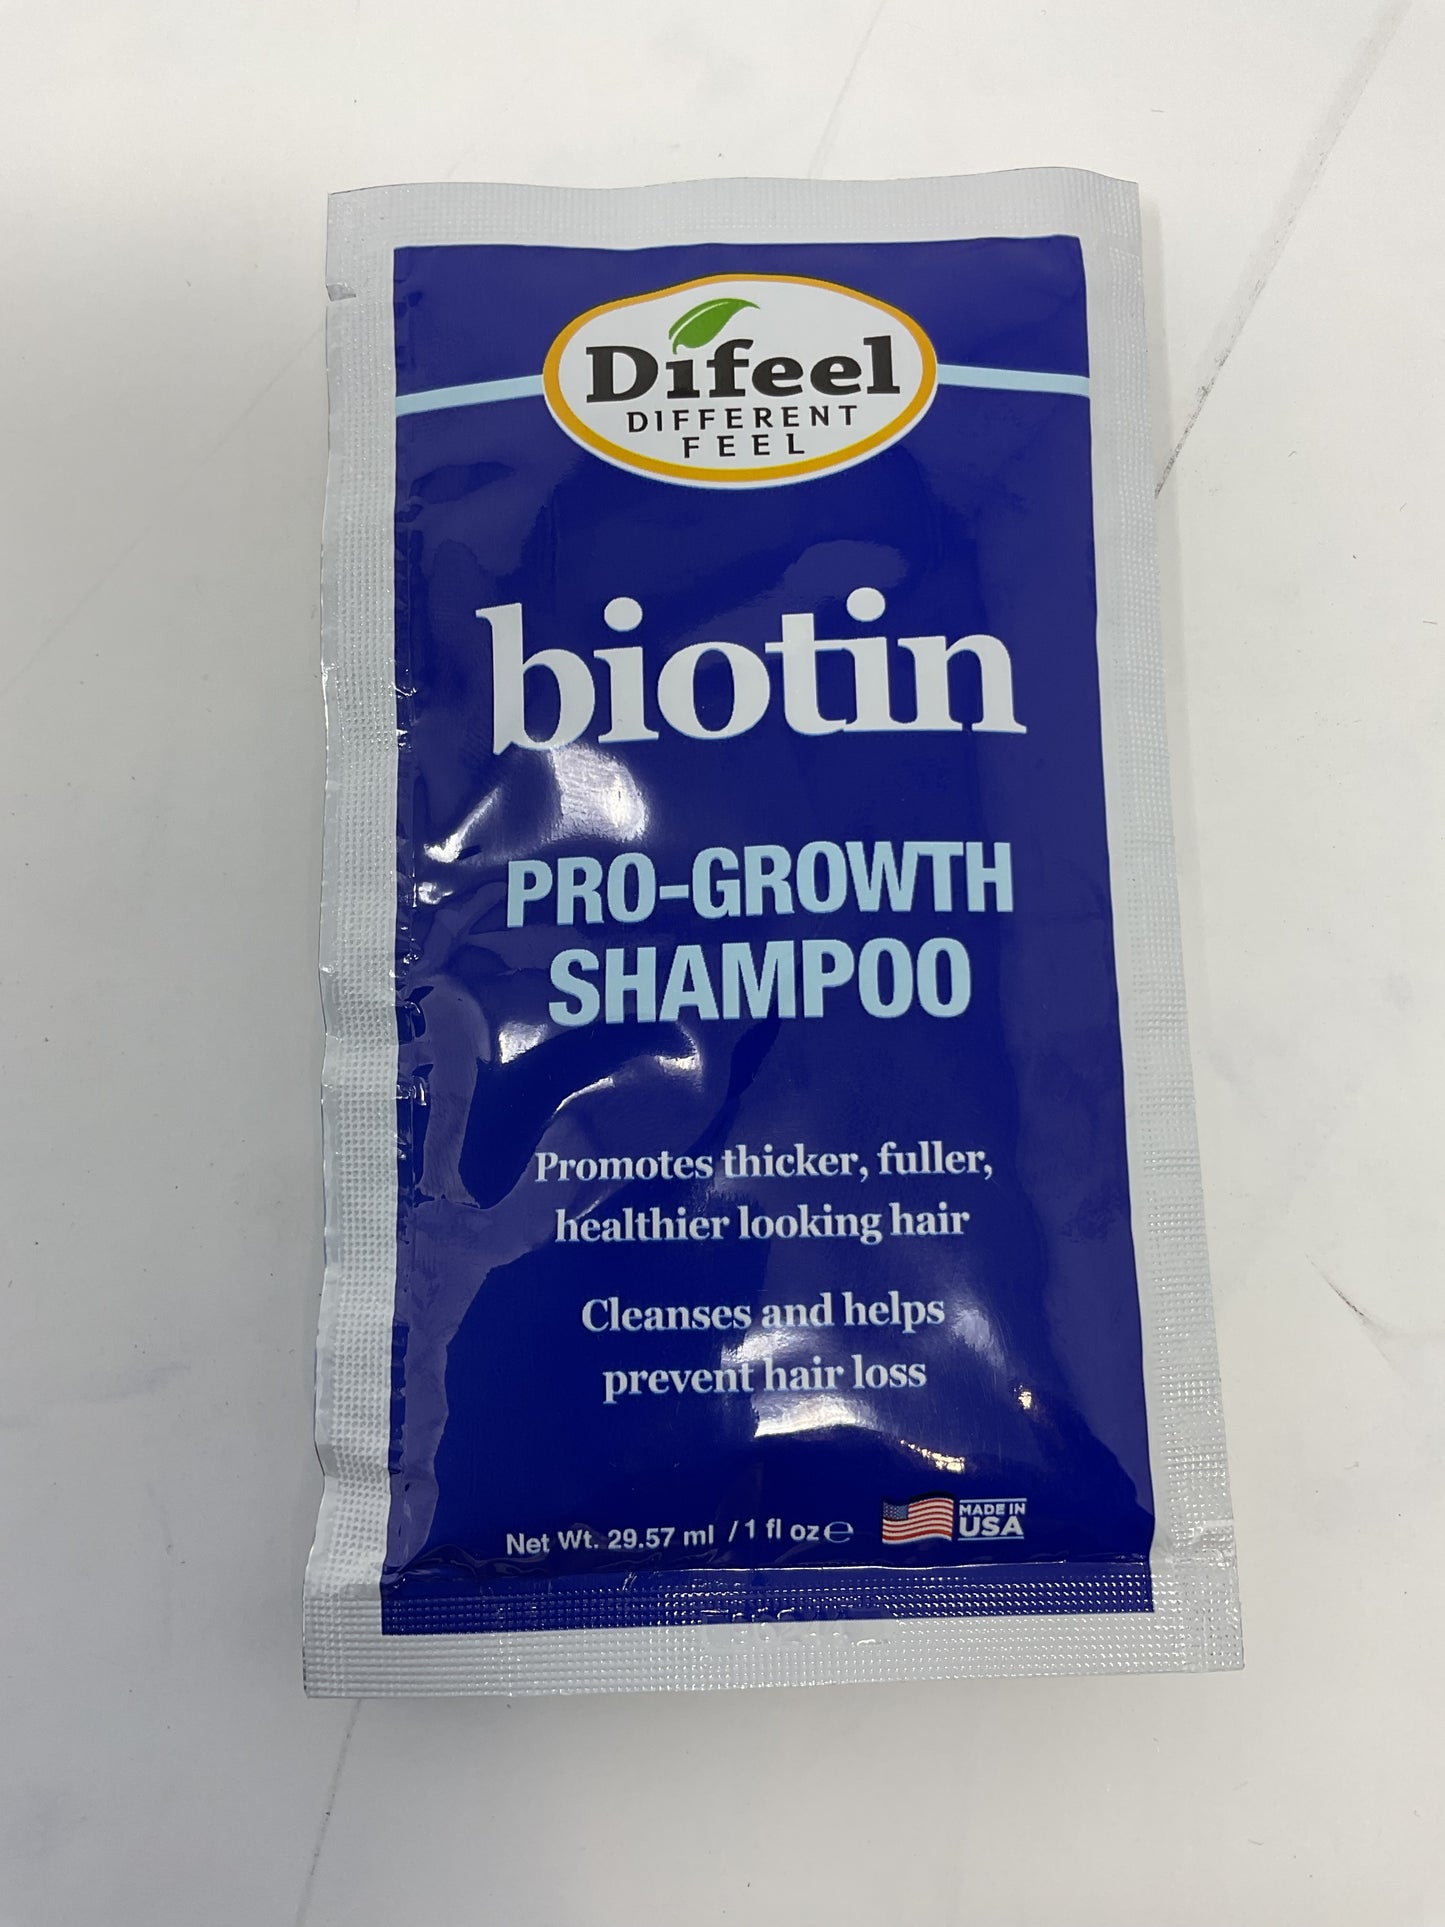 Difeel
DIFFERENT
FEEL
biotin
PRO-GROWTH
SHAMPOO
Promotes thicker, fuller,
healthier looking hair
Cleanses and helps
prevent hair loss
Net Wt. 29.57 ml / 1 fl oz ℮
MADE IN
USA